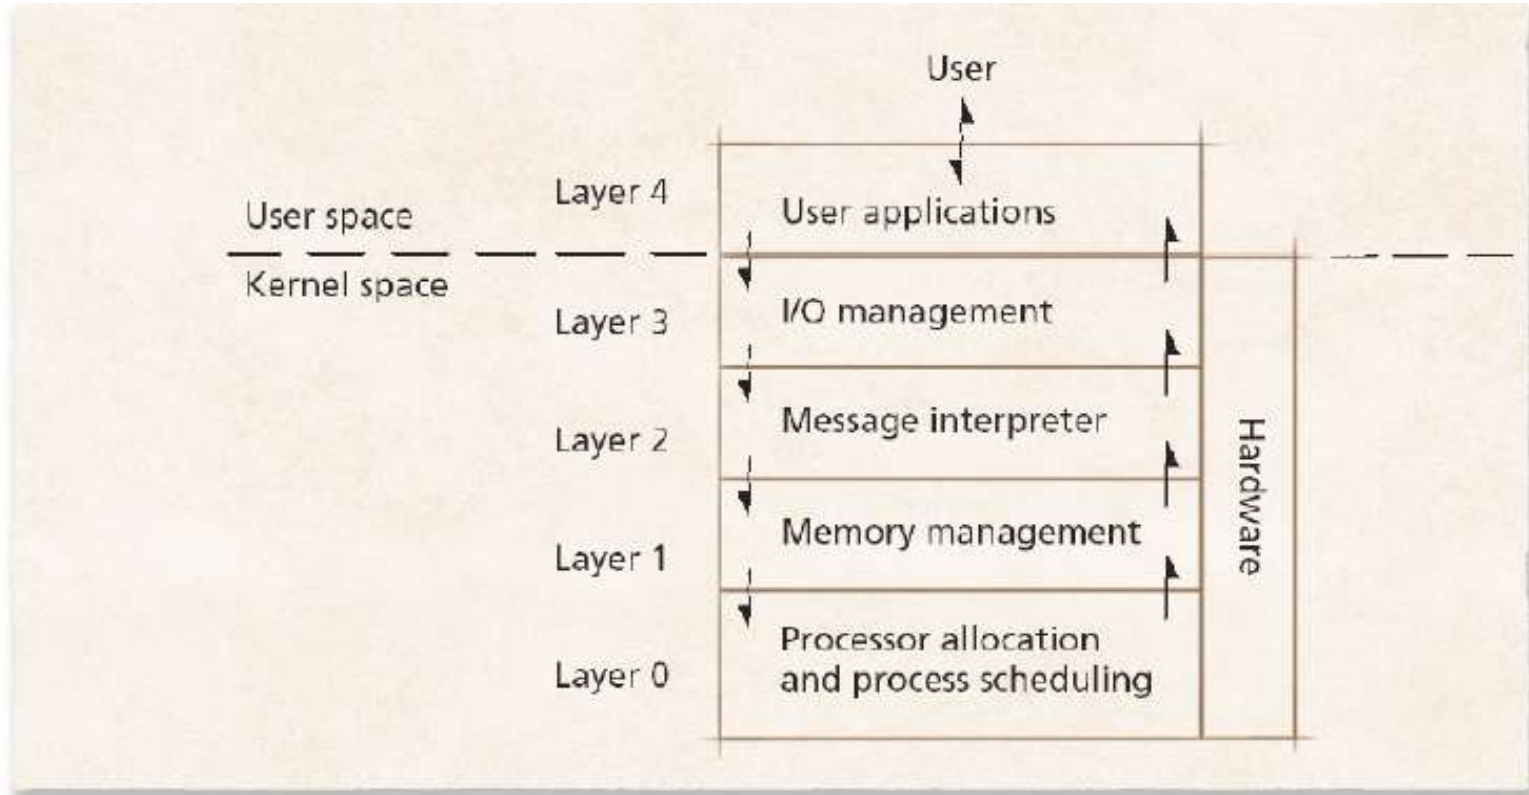 User
Layer 4
User applications
User space
Kernel space
Layer 3
I/O management
Layer 2
Message interpreter
Layer 1
Memory management
Layer 0
Processor allocation
and process scheduling
Hardware